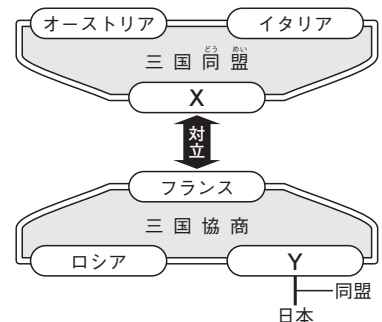 オーストリア イタリア
三国同盟
どうめい
X
対立
フランス
三国協商
ロシア Y
同盟
日本